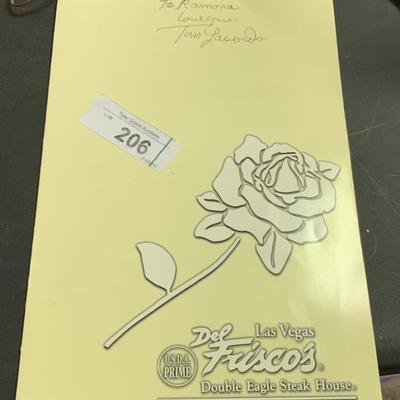 To Ramona
Love you
Tom Lasorda
206
Las Vegas
Del Frisco's
U.S.D.A.
PRIME
Double Eagle Steak House